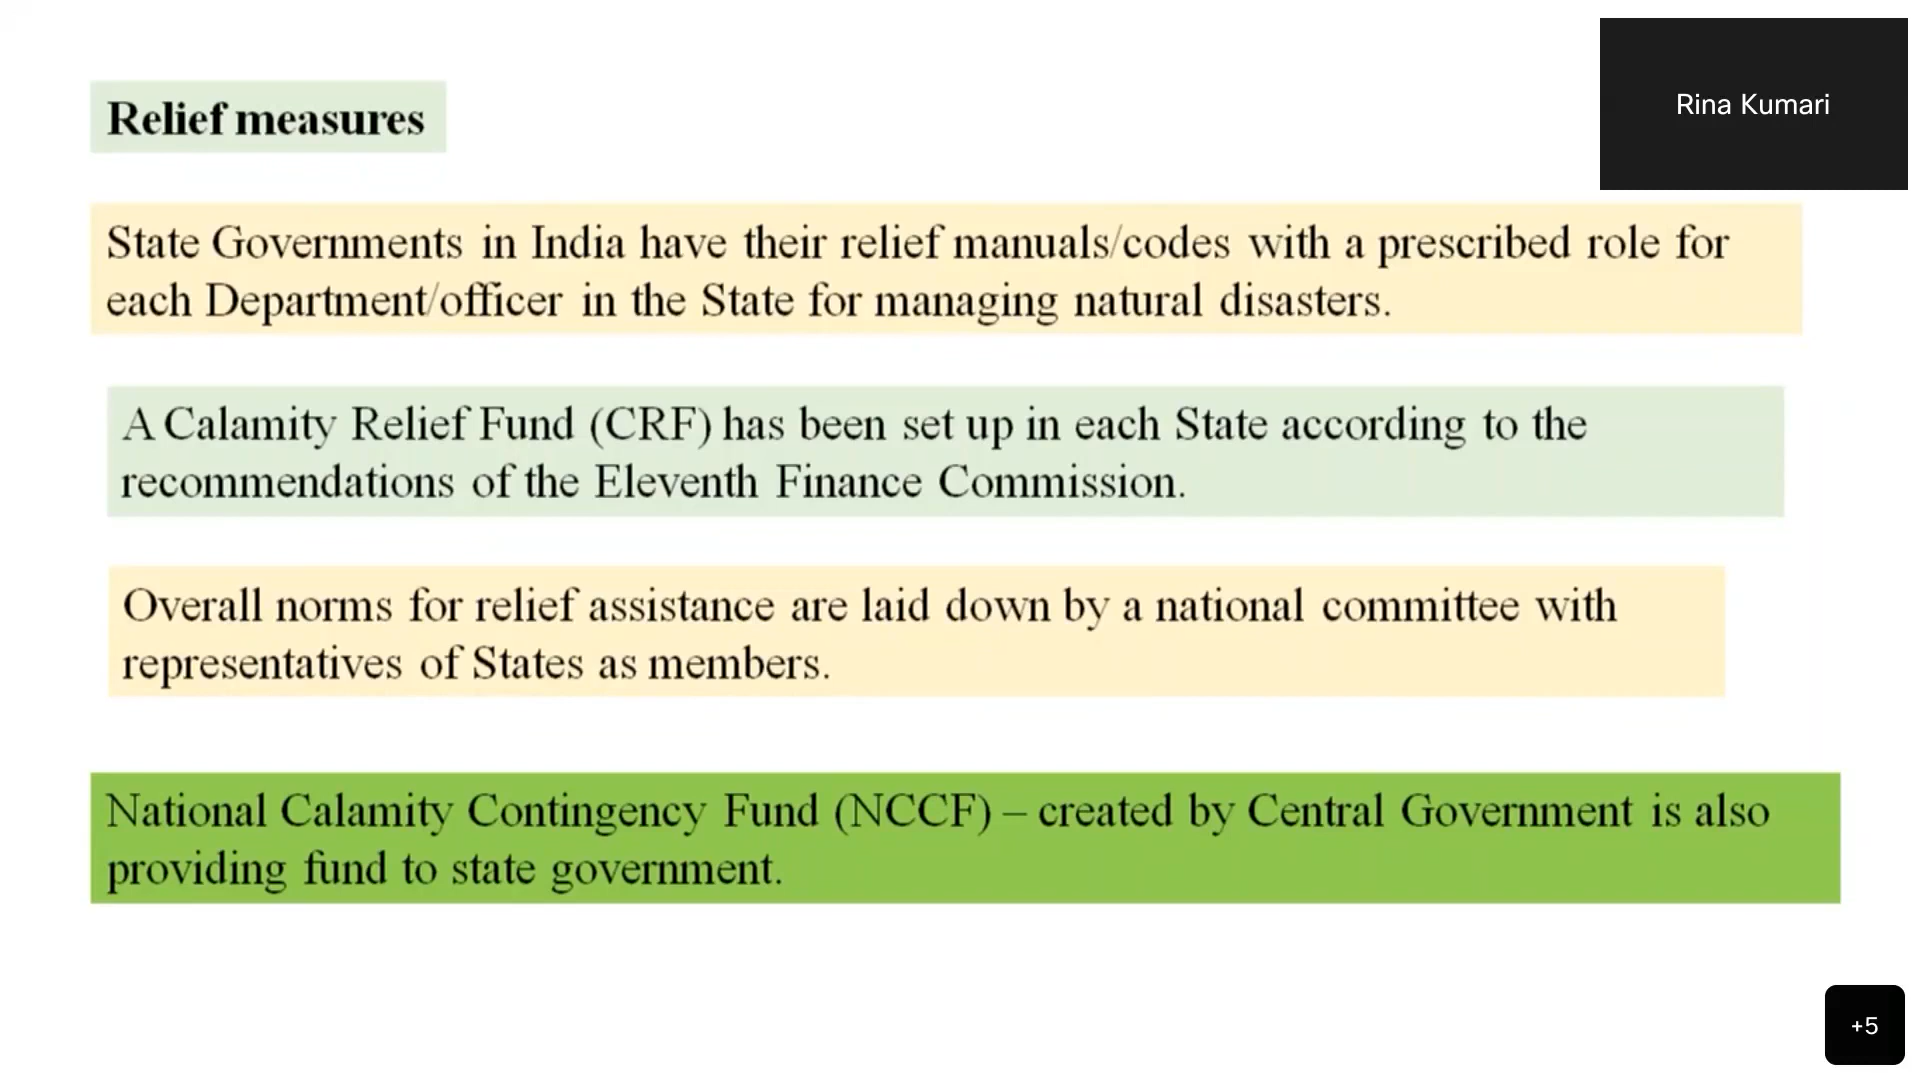 Rina Kumari
Relief measures
State Governments in India have their relief manuals/codes with a prescribed role for
each Department/officer in the State for managing natural disasters.
A Calamity Relief Fund (CRF) has been set up in each State according to the
recommendations of the Eleventh Finance Commission.
Overall norms for relief assistance are laid down by a national committee with
representatives of States as members.
National Calamity Contingency Fund (NCCF) – created by Central Government is also
providing fund to state government.
+5